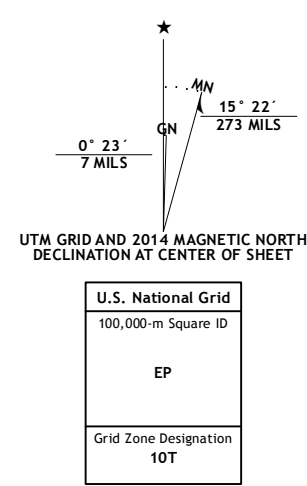 ★
MN
GN
15° 22´
273 MILS
0° 23´
7 MILS
UTM GRID AND 2014 MAGNETIC NORTH
DECLINATION AT CENTER OF SHEET
U.S. National Grid
100,000-m Square ID
EP
Grid Zone Designation
10T